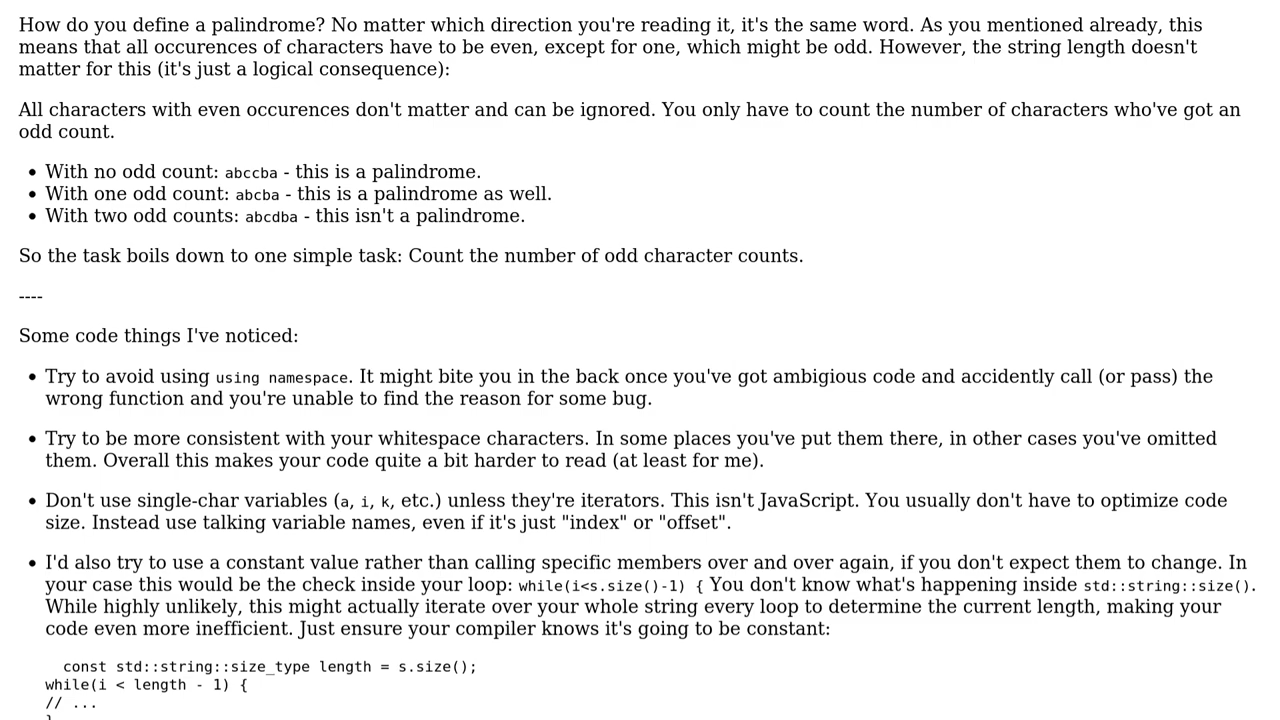 How do you define a palindrome? No matter which direction you're reading it, it's the same word. As you mentioned already, this
means that all occurences of characters have to be even, except for one, which might be odd. However, the string length doesn't
matter for this (it's just a logical consequence):
All characters with even occurences don't matter and can be ignored. You only have to count the number of characters who've got an
odd count.
• With no odd count: abccba - this is a palindrome.
• With one odd count: abcba - this is a palindrome as well.
• With two odd counts: abcdba - this isn't a palindrome.
So the task boils down to one simple task: Count the number of odd character counts.
----
Some code things I've noticed:
• Try to avoid using using namespace. It might bite you in the back once you've got ambigious code and accidently call (or pass) the
wrong function and you're unable to find the reason for some bug.
• Try to be more consistent with your whitespace characters. In some places you've put them there, in other cases you've omitted
them. Overall this makes your code quite a bit harder to read (at least for me).
• Don't use single-char variables (a, i, k, etc.) unless they're iterators. This isn't JavaScript. You usually don't have to optimize code
size. Instead use talking variable names, even if it's just "index" or "offset".
• I'd also try to use a constant value rather than calling specific members over and over again, if you don't expect them to change. In
your case this would be the check inside your loop: while(i<s.size()-1) { You don't know what's happening inside std::string::size().
While highly unlikely, this might actually iterate over your whole string every loop to determine the current length, making your
code even more inefficient. Just ensure your compiler knows it's going to be constant:
const std::string::size_type length = s.size();
while(i < length - 1) {
// ...
}